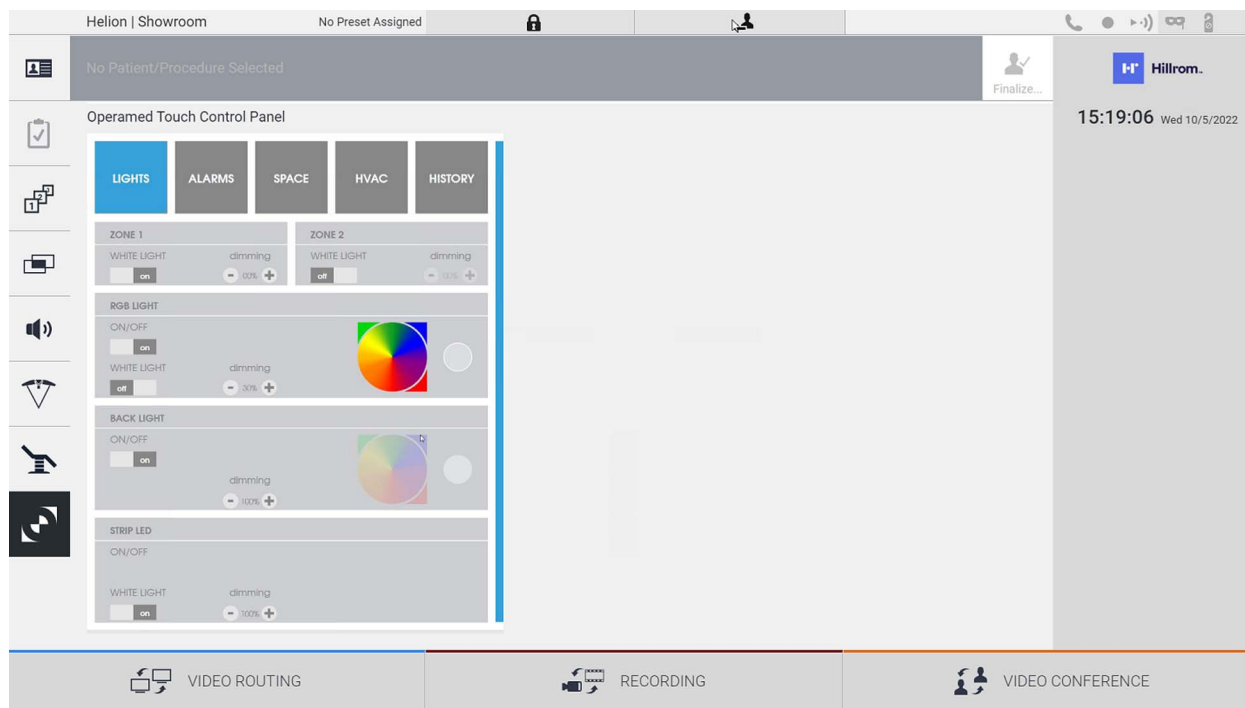 Helion | Showroom No Preset Assigned
No Patient/Procedure Selected
Finalize...
Hillrom
15:19:06 Wed 10/5/2022
Operamed Touch Control Panel
LIGHTS ALARMS SPACE HVAC HISTORY
ZONE 1 ZONE 2
WHITE LIGHT dimming WHITE LIGHT dimming
on - 00% + off - 00% +
RGB LIGHT
ON/OFF
on
WHITE LIGHT dimming
off - 30% +
BACK LIGHT
ON/OFF
on
dimming
- 100% +
STRIP LED
ON/OFF
WHITE LIGHT dimming
on - 100% +
VIDEO ROUTING RECORDING VIDEO CONFERENCE